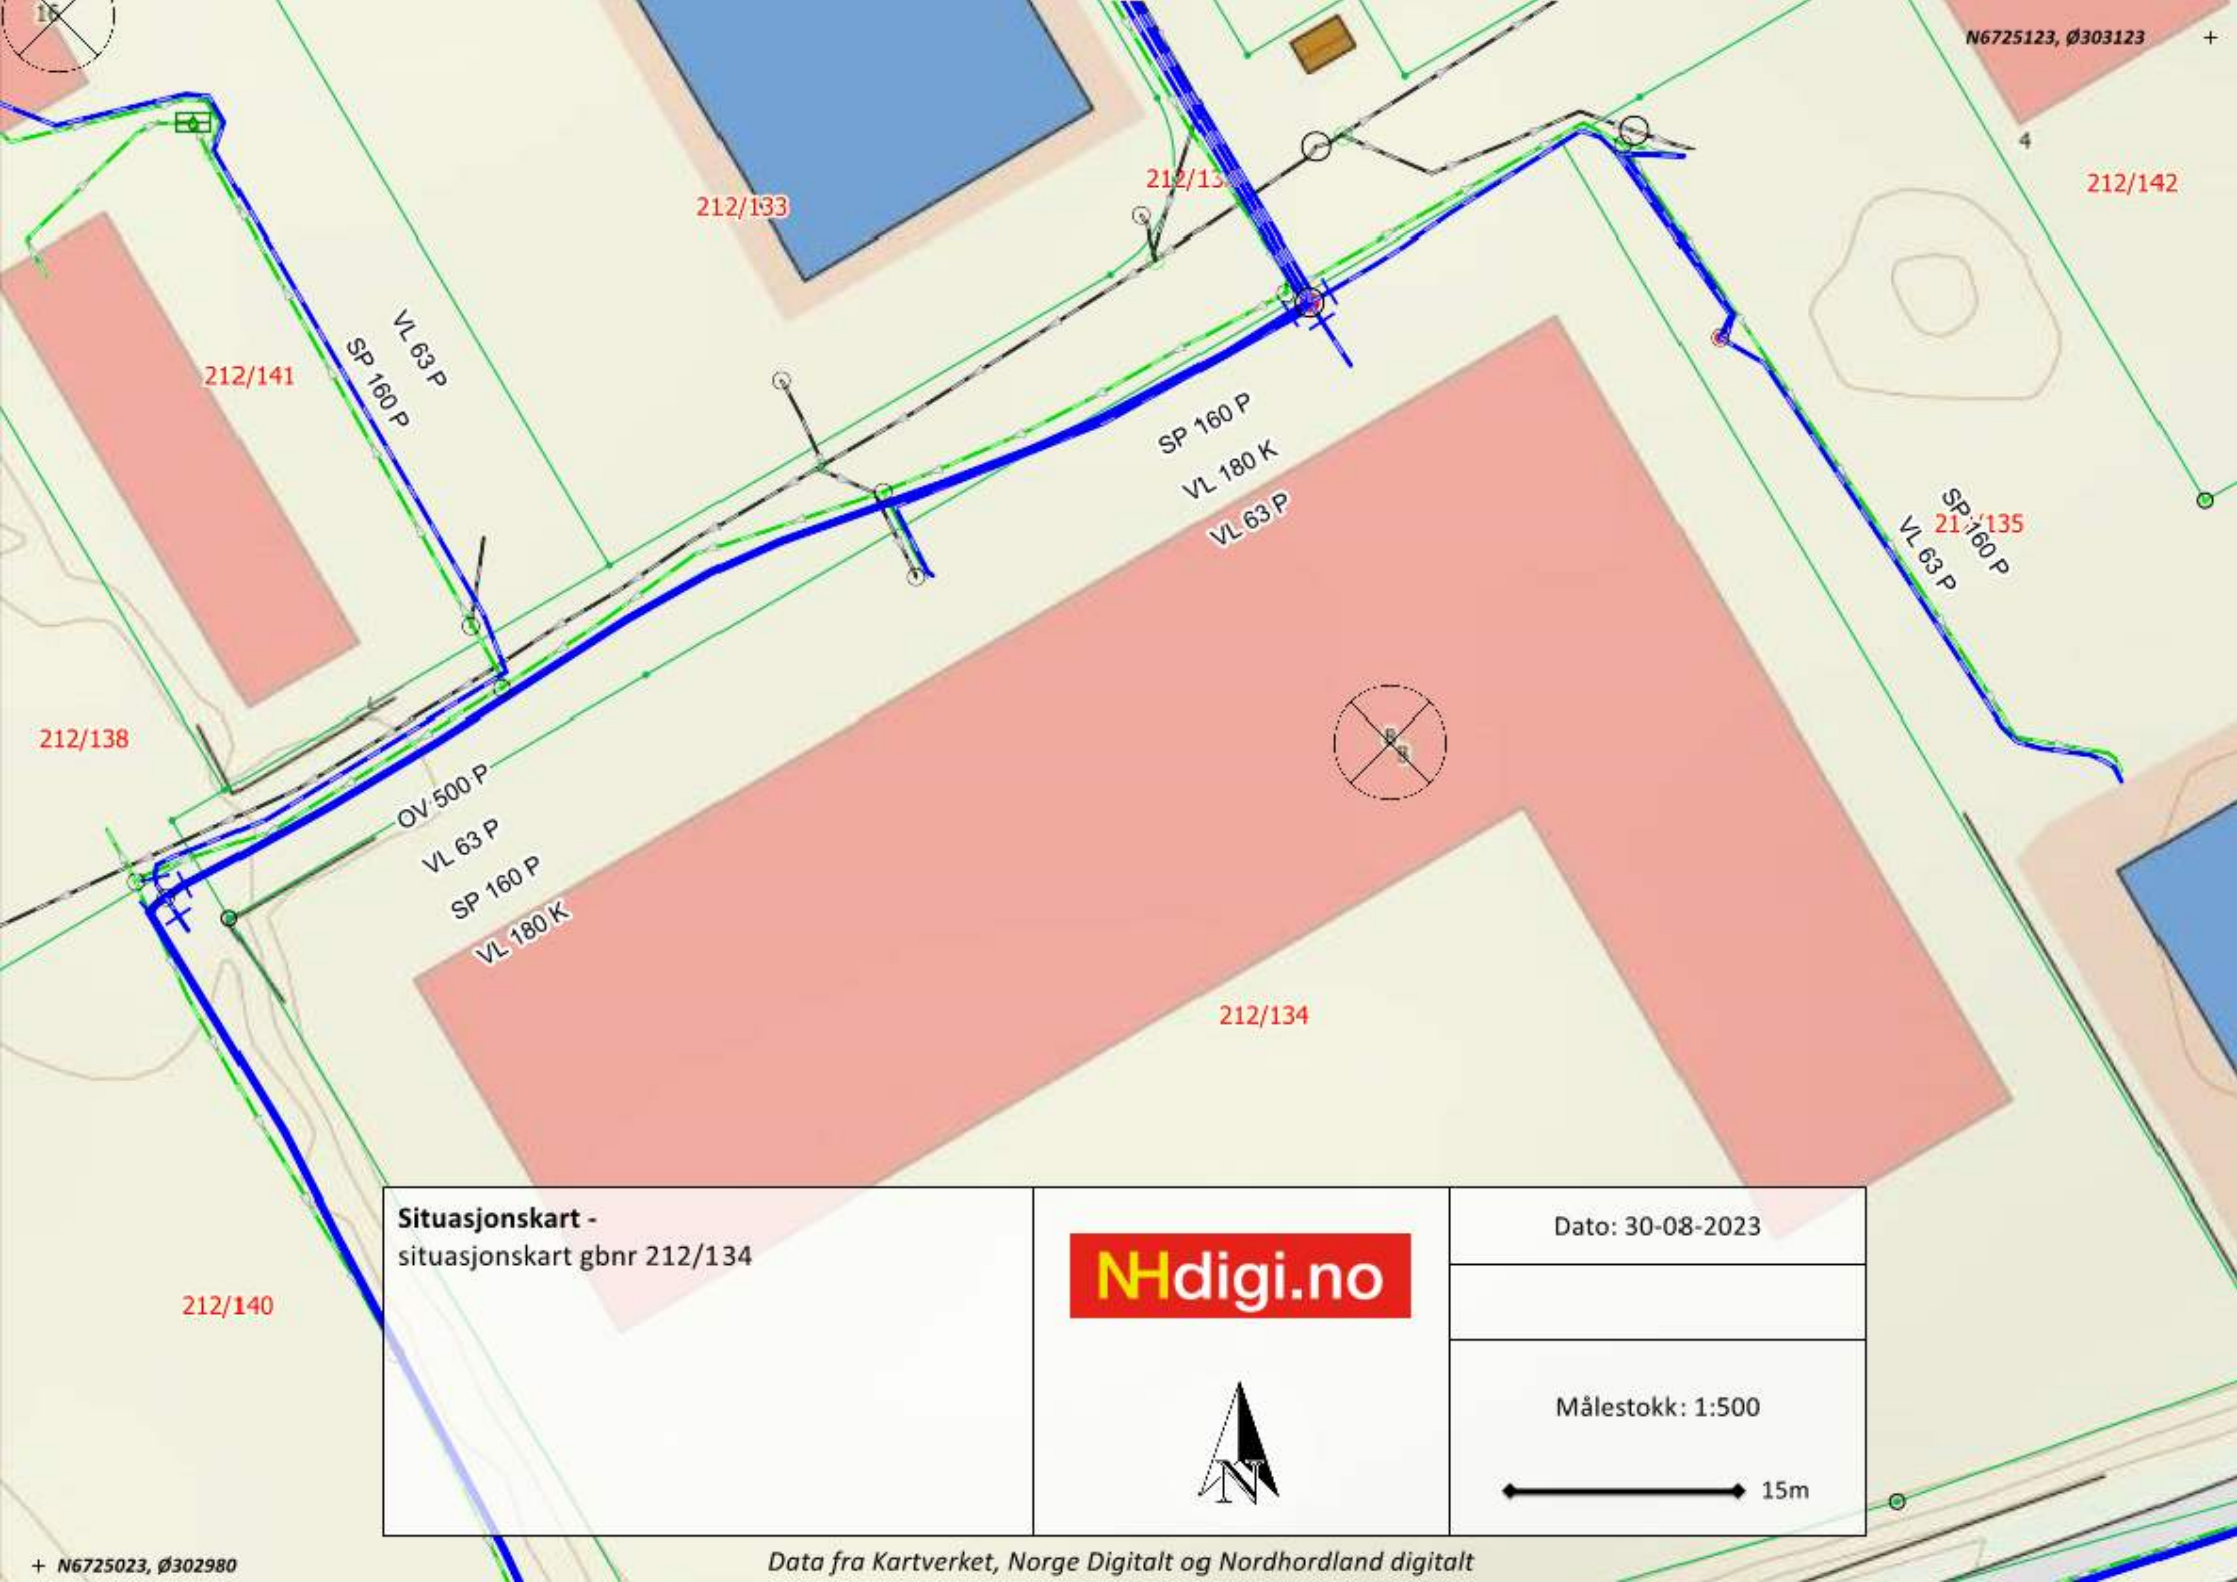 16
N6725123, Ø303123
4
212/133
212/142
VL 63 P
SP 160 P
212/141
SP 160 P
VL 180 K
VL 63 P
SP 160 P
VL 63 P
212/138
OV 500 P
VL 63 P
SP 160 P
VL 180 K
212/134
212/140
Situasjonskart -
situasjonskart gbnr 212/134
NHdigi.no
Dato: 30-08-2023
Målestokk: 1:500
15m
N
N6725023, Ø302980
Data fra Kartverket, Norge Digitalt og Nordhordland digitalt